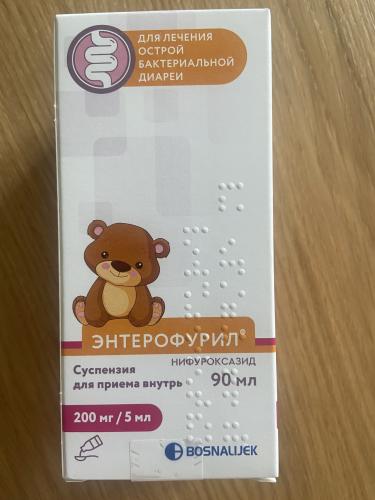 ДЛЯ ЛЕЧЕНИЯ
ОСТРОЙ
БАКТЕРИАЛЬНОЙ
ДИАРЕИ
ЭНТЕРОФУРИЛ®
НИФУРОКСАЗИД
Суспензия
для приема внутрь
90 мл
200 мг / 5 мл
BOSNALIJEK